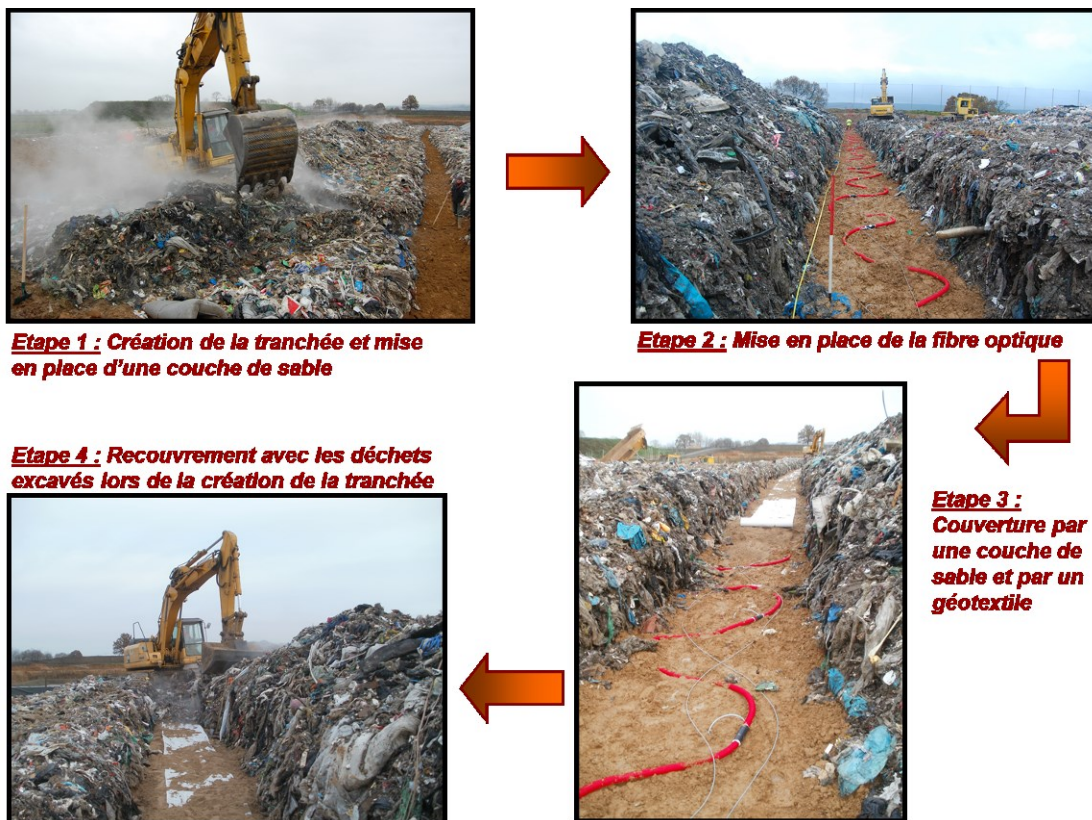 Etape 1 : Création de la tranchée et mise
en place d'une couche de sable
Etape 2 : Mise en place de la fibre optique
Etape 3 :
Couverture par
une couche de
sable et par un
géotextile
Etape 4 : Recouvrement avec les déchets
excavés lors de la création de la tranchée